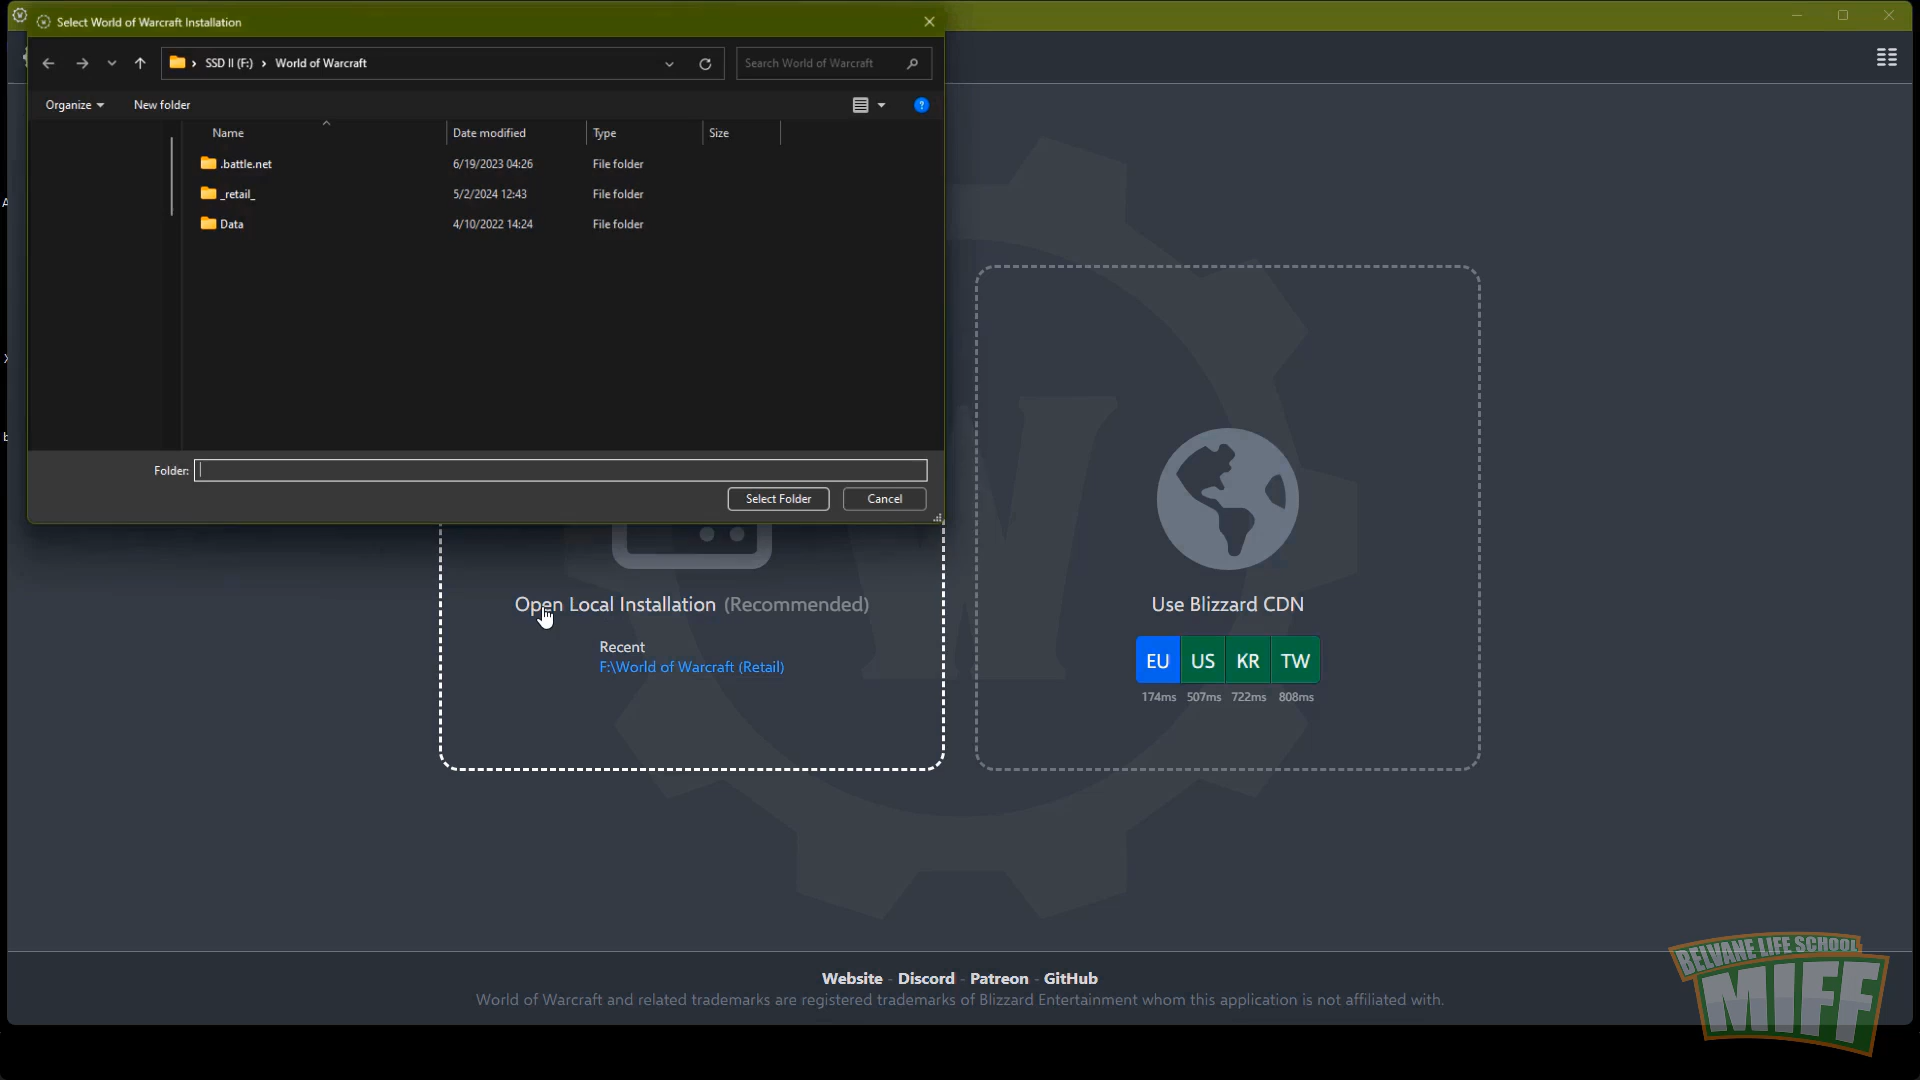 Select World of Warcraft Installation
SSD II (F:) › World of Warcraft
Search World of Warcraft
Organize
New folder
Name
Date modified
Type
Size
.battle.net
6/19/2023 04:26
File folder
_retail_
5/2/2024 12:43
File folder
Data
4/10/2022 14:24
File folder
Folder:
Select Folder
Cancel
Open Local Installation (Recommended)
Recent
F:\World of Warcraft (Retail)
Use Blizzard CDN
EU
US
KR
TW
174ms
507ms
722ms
808ms
Website - Discord - Patreon - GitHub
World of Warcraft and related trademarks are registered trademarks of Blizzard Entertainment whom this application is not affiliated with.
BELVANE LIFE SCHOOL
MIFF